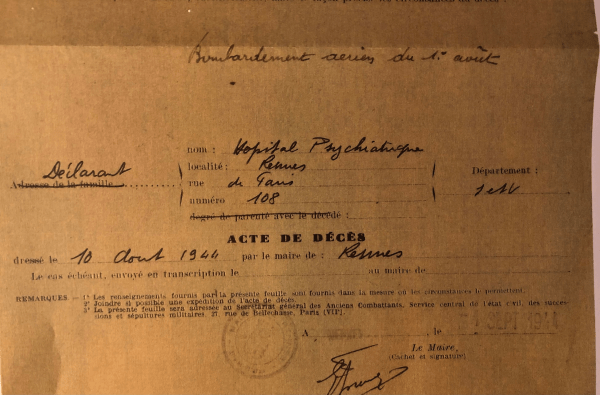 Bombardement aérien du 1er août
nom : Hopital Psychiatrique
localité : Rennes
Déclarant
Adresse de la famille
rue de Paris
numéro 108
degré de parenté avec le décédé :
Département :
I et V
ACTE DE DÉCÈS
dressé le 10 Aout 1944 par le maire de : Rennes
Le cas échéant, envoyé en transcription le au maire de
REMARQUES — (1° Les renseignements fournis par la présente feuille sont fournis dans la mesure où les circonstances le permettent.
2° Joindre si possible une expédition de l'acte de décès.
3° La présente feuille sera adressée au Secrétariat général des Anciens Combattants, Service central de l'état civil, des successions et sépultures militaires, 27 rue de Bellechasse, Paris (VIIe).
A , le
Le Maire,
(Cachet et signature)